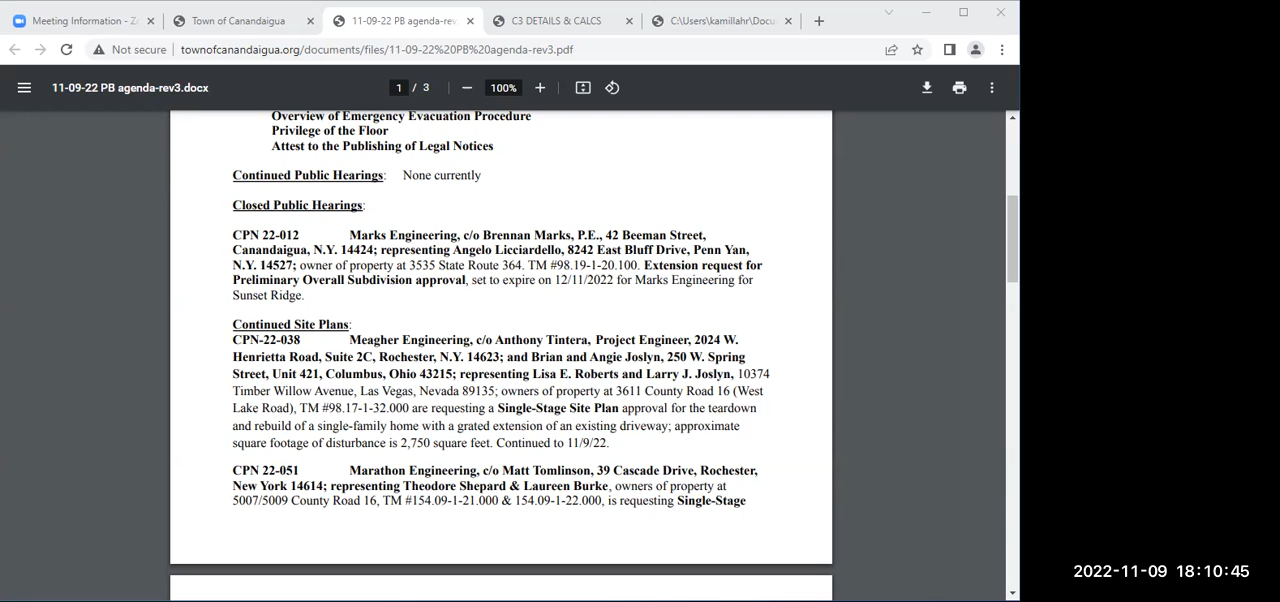 Meeting Information - Z
Town of Canandaigua
11-09-22 PB agenda-rev
C3 DETAILS & CALCS
C:\Users\kamillahr\Docu
Not secure
townofcanandaigua.org/documents/files/11-09-22%20PB%20agenda-rev3.pdf
11-09-22 PB agenda-rev3.docx
1 / 3
100%
Overview of Emergency Evacuation Procedure
Privilege of the Floor
Attest to the Publishing of Legal Notices
Continued Public Hearings: None currently
Closed Public Hearings:
CPN 22-012 Marks Engineering, c/o Brennan Marks, P.E., 42 Beeman Street,
Canandaigua, N.Y. 14424; representing Angelo Licciardello, 8242 East Bluff Drive, Penn Yan,
N.Y. 14527; owner of property at 3535 State Route 364. TM #98.19-1-20.100. Extension request for
Preliminary Overall Subdivision approval, set to expire on 12/11/2022 for Marks Engineering for
Sunset Ridge.
Continued Site Plans:
CPN-22-038 Meagher Engineering, c/o Anthony Tintera, Project Engineer, 2024 W.
Henrietta Road, Suite 2C, Rochester, N.Y. 14623; and Brian and Angie Joslyn, 250 W. Spring
Street, Unit 421, Columbus, Ohio 43215; representing Lisa E. Roberts and Larry J. Joslyn, 10374
Timber Willow Avenue, Las Vegas, Nevada 89135; owners of property at 3611 County Road 16 (West
Lake Road), TM #98.17-1-32.000 are requesting a Single-Stage Site Plan approval for the teardown
and rebuild of a single-family home with a grated extension of an existing driveway; approximate
square footage of disturbance is 2,750 square feet. Continued to 11/9/22.
CPN 22-051 Marathon Engineering, c/o Matt Tomlinson, 39 Cascade Drive, Rochester,
New York 14614; representing Theodore Shepard & Laureen Burke, owners of property at
5007/5009 County Road 16, TM #154.09-1-21.000 & 154.09-1-22.000, is requesting Single-Stage
2022-11-09 18:10:45